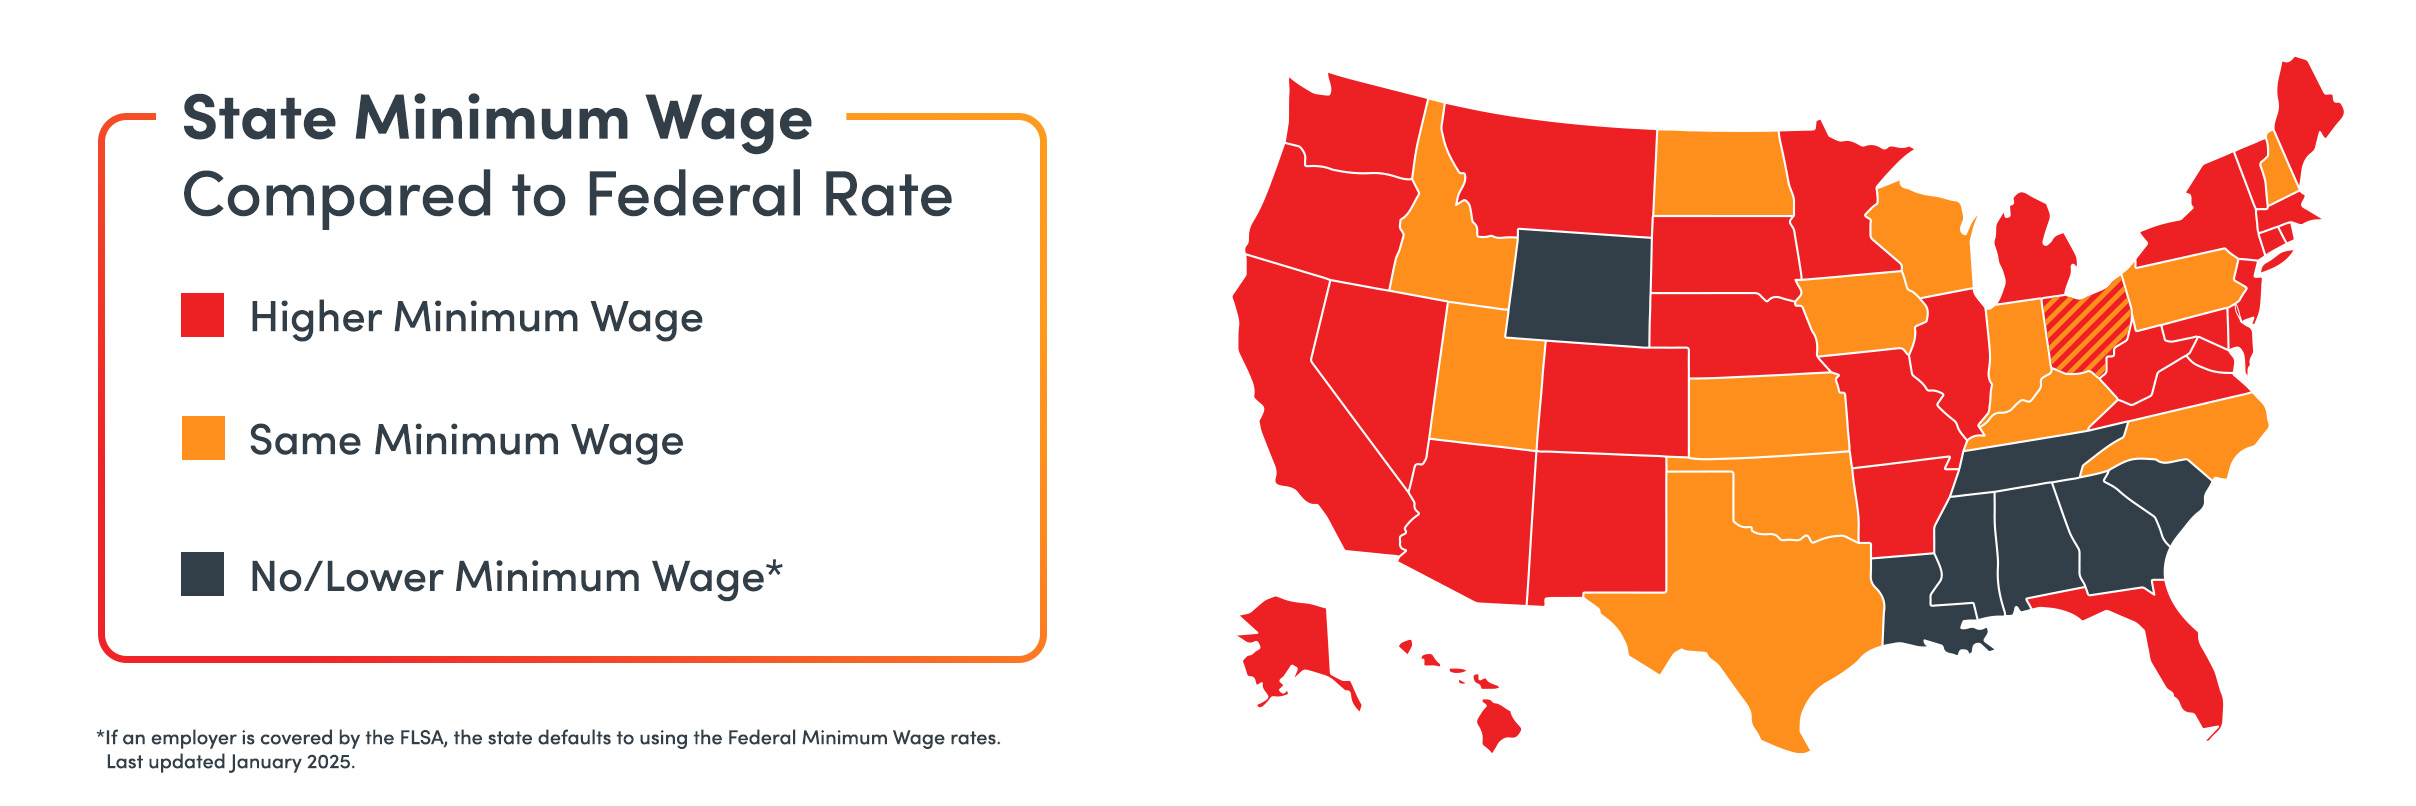 State Minimum Wage
Compared to Federal Rate
Higher Minimum Wage
Same Minimum Wage
No/Lower Minimum Wage*
*If an employer is covered by the FLSA, the state defaults to using the Federal Minimum Wage rates.
Last updated January 2025.